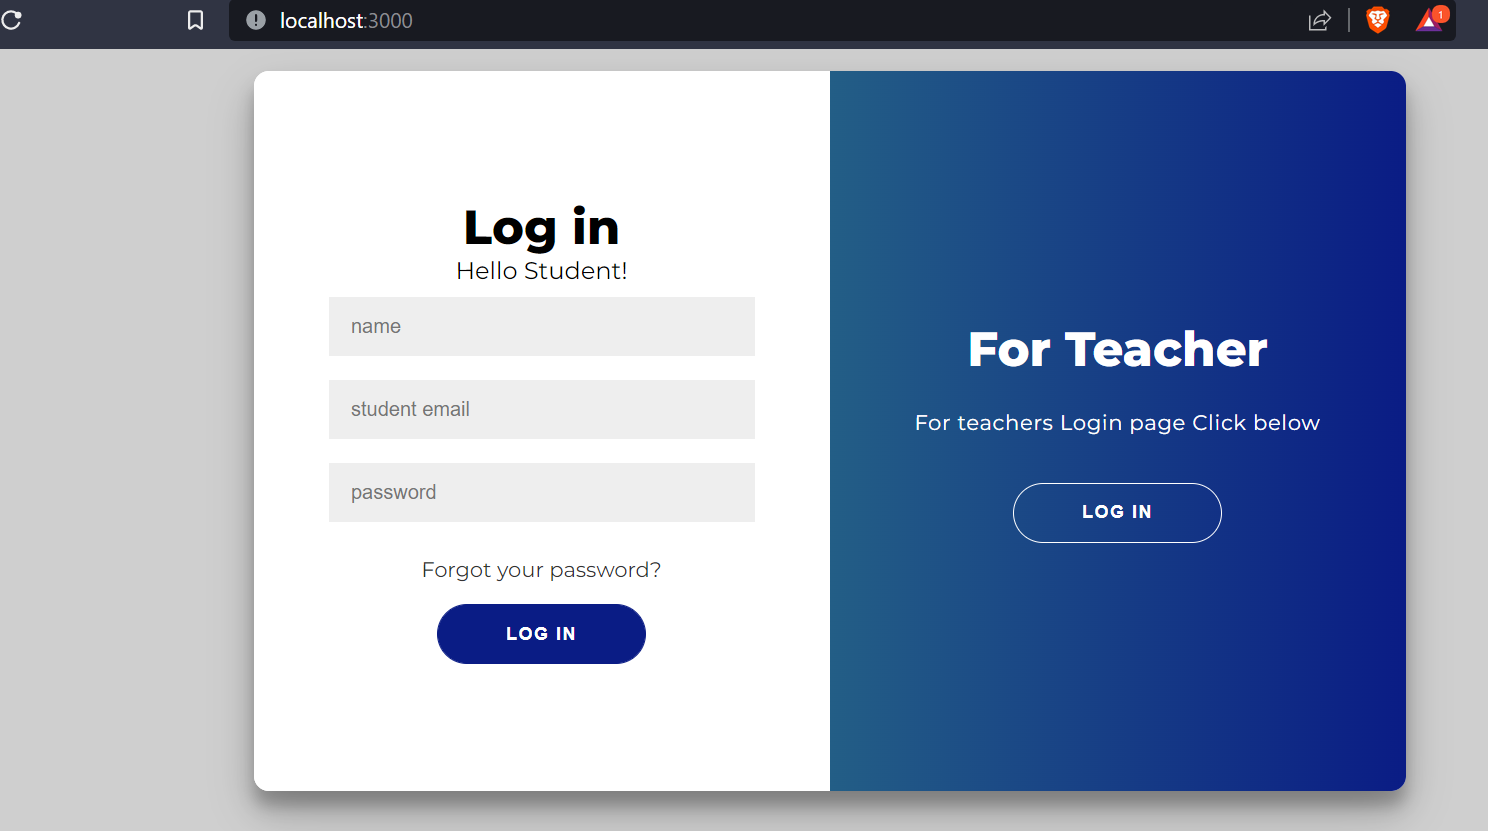 localhost:3000
1
Log in
Hello Student!
name
student email
password
Forgot your password?
LOG IN
For Teacher
For teachers Login page Click below
LOG IN